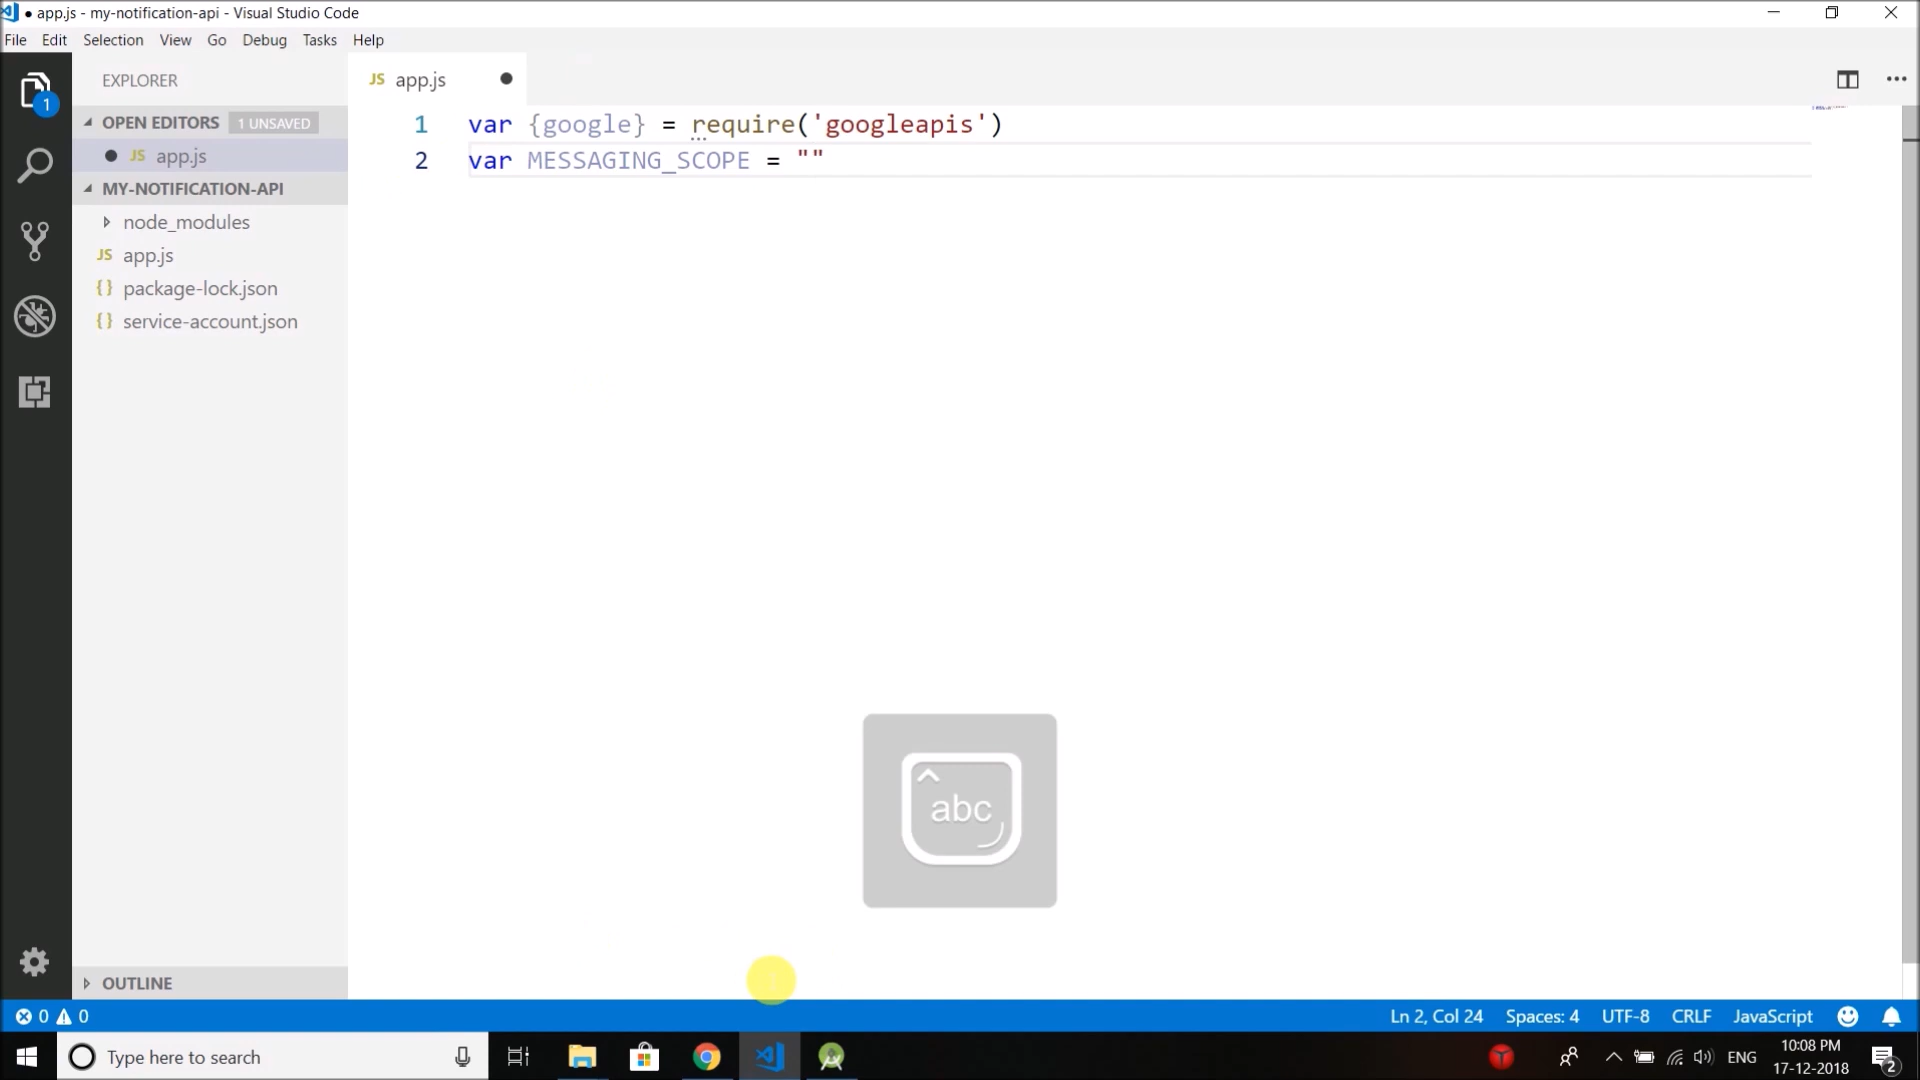 ● app.js - my-notification-api - Visual Studio Code
File Edit Selection View Go Debug Tasks Help
EXPLORER
JS app.js ●
1
OPEN EDITORS 1 UNSAVED
● JS app.js
MY-NOTIFICATION-API
node_modules
JS app.js
{} package-lock.json
{} service-account.json
1 var {google} = require('googleapis')
2 var MESSAGING_SCOPE = ""
abc
OUTLINE
0 0
Ln 2, Col 24 Spaces: 4 UTF-8 CRLF JavaScript
Type here to search
ENG
10:08 PM
17-12-2018
2